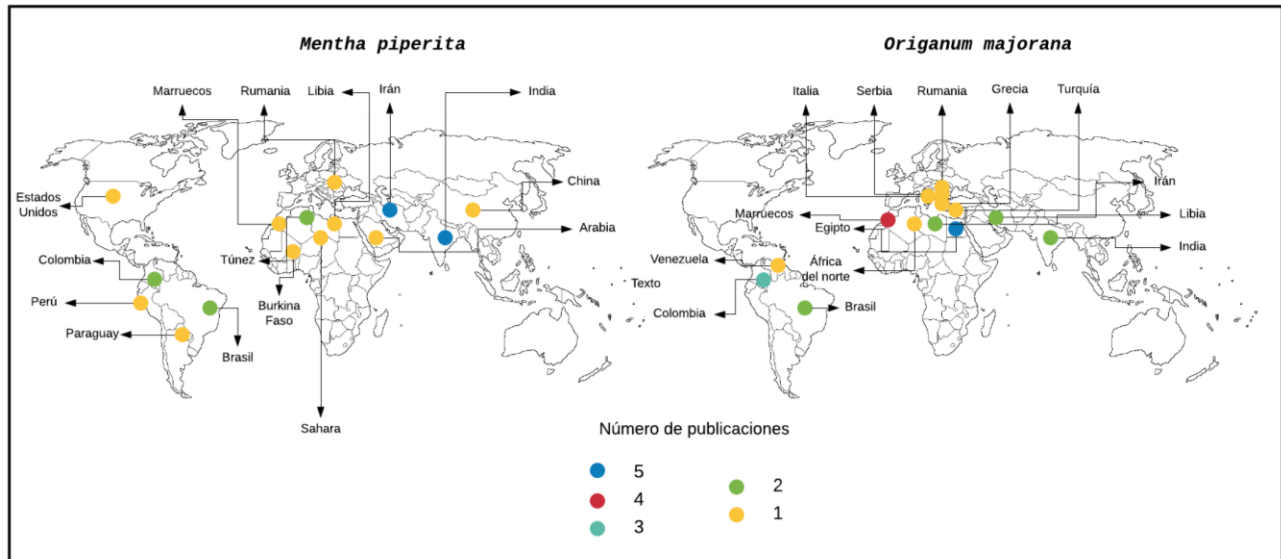 Mentha piperita
Marruecos
Rumania
Libia
Irán
India
Estados
Unidos
China
Arabia
Colombia
Túnez
Perú
Burkina
Faso
Paraguay
Brasil
Sahara
Origanum majorana
Italia
Serbia
Rumania
Grecia
Turquía
Irán
Marruecos
Libia
Egipto
India
Venezuela
África
del norte
Texto
Colombia
Brasil
Número de publicaciones
5
4
3
2
1